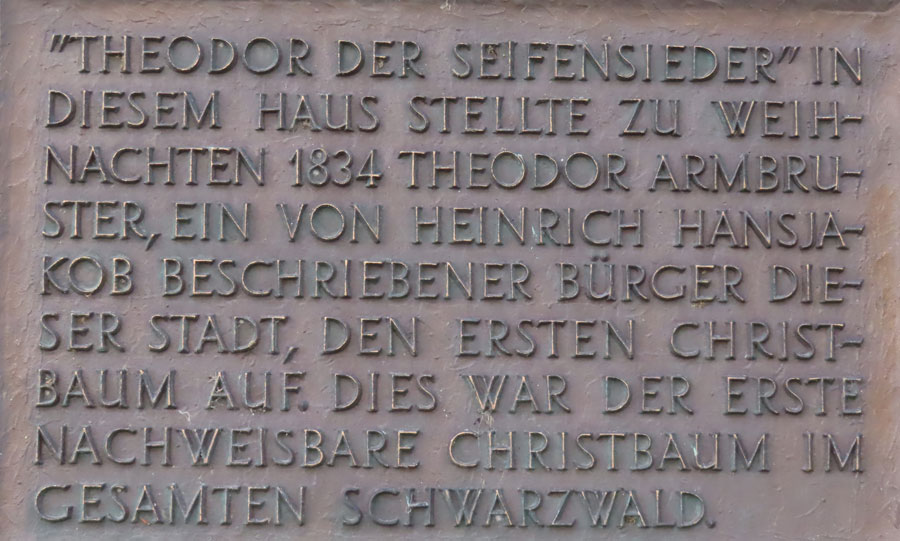 "THEODOR DER SEIFENSIEDER" IN
DIESEM HAUS STELLTE ZU WEIH-
NACHTEN 1834 THEODOR ARMBRU-
STER, EIN VON HEINRICH HANSJA-
KOB BESCHRIEBENER BÜRGER DIE-
SER STADT, DEN ERSTEN CHRIST-
BAUM AUF. DIES WAR DER ERSTE
NACHWEISBARE CHRISTBAUM IM
GESAMTEN SCHWARZWALD.